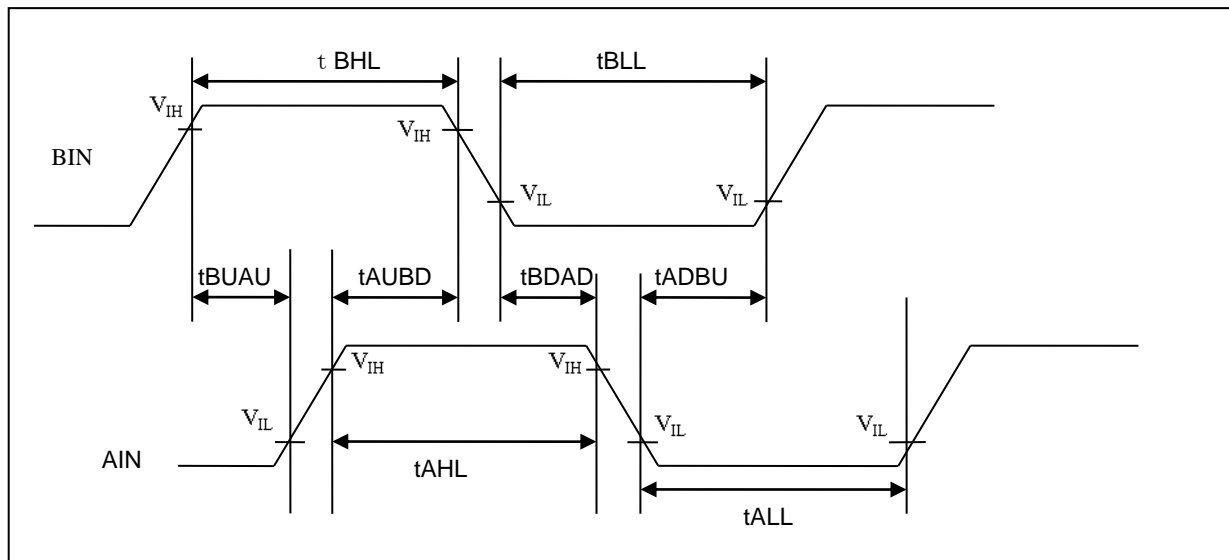 t BHL
tBLL
VIH
VIH
BIN
VIL
VIL
tBUAU
tAUBD
tBDAD
tADBU
VIH
VIH
VIL
VIL
VIL
AIN
tAHL
tALL